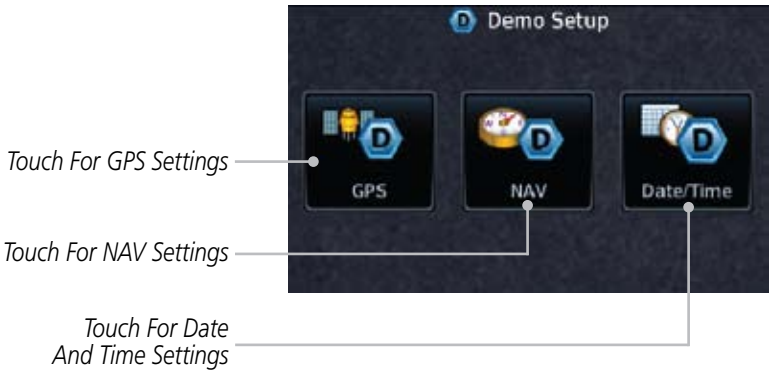 D Demo Setup
D
D
D
GPS
NAV
Date/Time
Touch For GPS Settings
Touch For NAV Settings
Touch For Date
And Time Settings